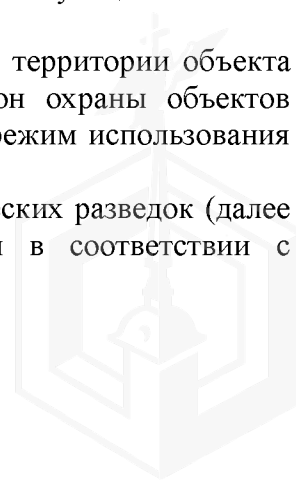 территории объекта
он охраны объектов
режим использования
ских разведок (далее
в соответствии с